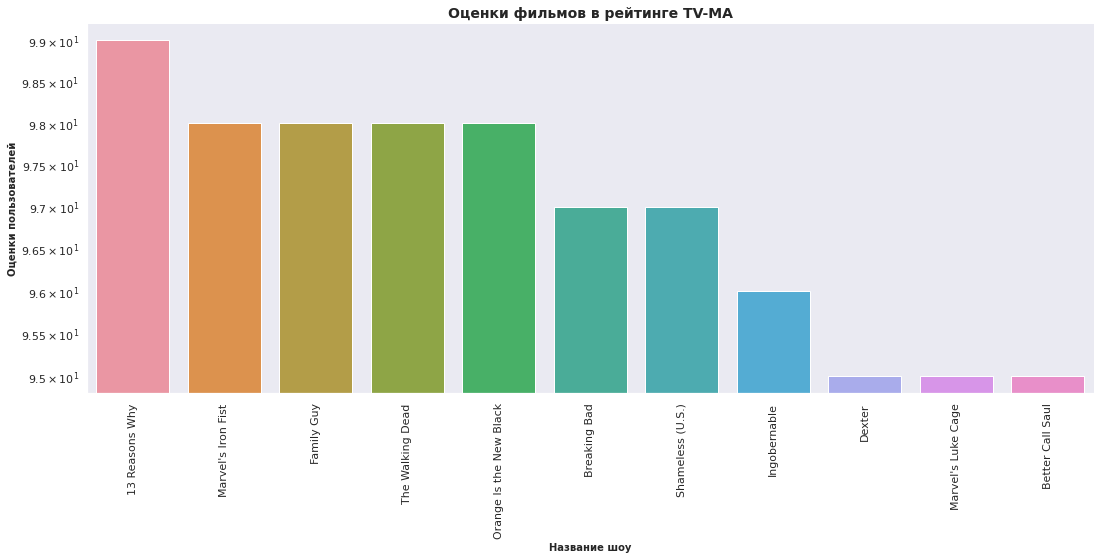 Оценки фильмов в рейтинге TV-MA
Оценки пользователей
9.9 × 10¹
9.85 × 10¹
9.8 × 10¹
9.75 × 10¹
9.7 × 10¹
9.65 × 10¹
9.6 × 10¹
9.55 × 10¹
9.5 × 10¹
13 Reasons Why
Marvel's Iron Fist
Family Guy
The Walking Dead
Orange Is the New Black
Breaking Bad
Shameless (U.S.)
Ingobernable
Dexter
Marvel's Luke Cage
Better Call Saul
Название шоу